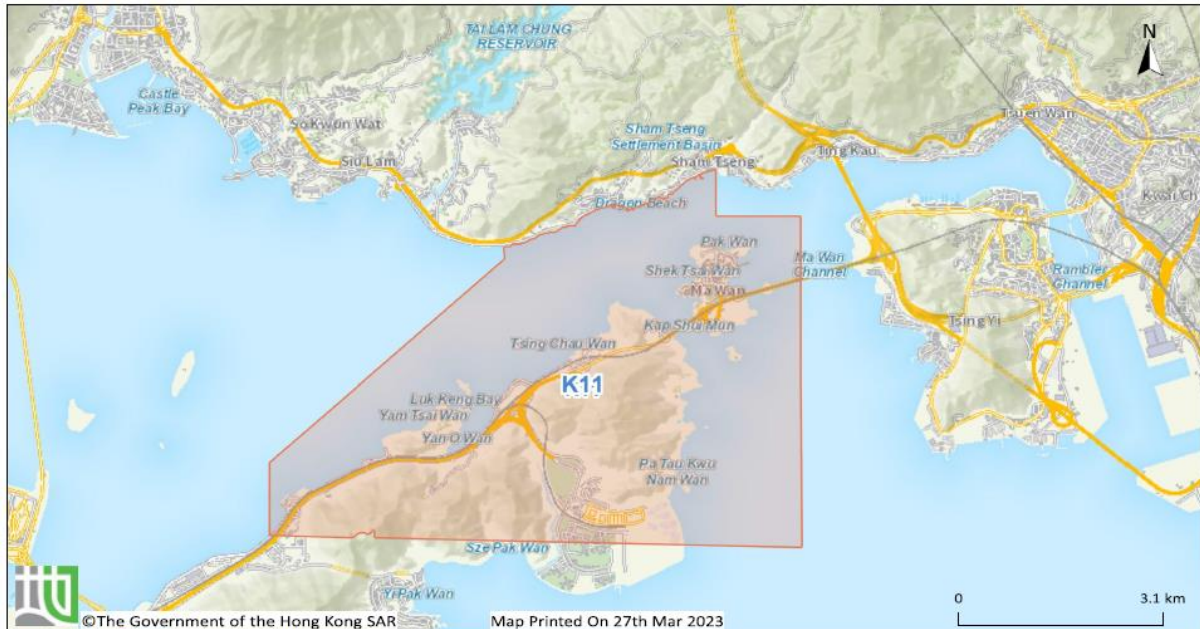 TAI LAM CHUNG
RESERVOIR
N
Castle
Peak Bay
So Kwun Wat
Tsuen Wan
Sham Tseng
Settlement Basin
Siu Lam
Sham Tseng
Ting Kau
Dragon Beach
Pak Wan
Shek Tsai Wan
Ma Wan
Channel
Ma Wan
Rambler
Channel
Kap Shui Mun
Tsing Yi
Tsing Chau Wan
K11
Luk Keng Bay
Yam Tsai Wan
Yan O Wan
Pa Tau Kwu
Nam Wan
Sze Pak Wan
Yi Pak Wan
0 3.1 km
©The Government of the Hong Kong SAR Map Printed On 27th Mar 2023